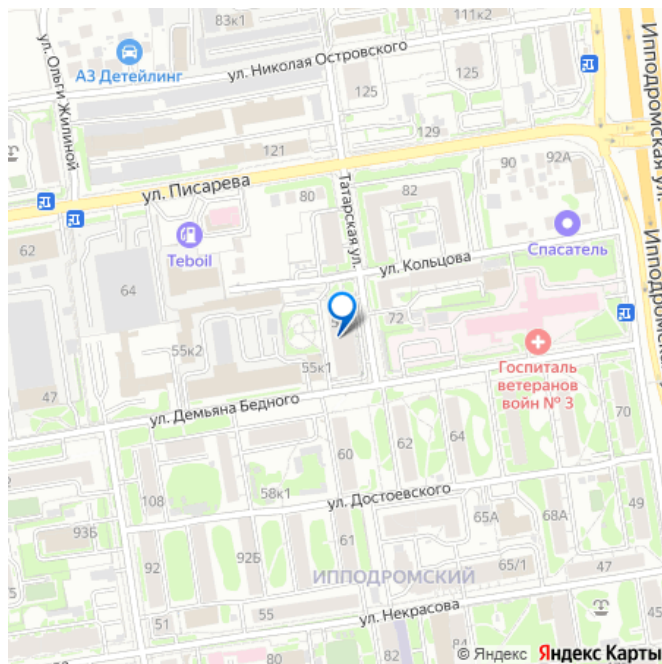 83к1
111к2
ул. Ольги Жилиной
АЗ Детейлинг
ул. Николая Островского
Ипподромская ул.
125
125
129
121
90
92А
ул. Писарева
80
82
Татарская ул.
Спасатель
62
Teboil
ул. Кольцова
Ипподромская
64
72
55к2
55к1
Госпиталь
ветеранов
войн № 3
47
ул. Демьяна Бедного
70
62
64
60
108
58к1
ул. Достоевского
49
65А
68А
93Б
92
92Б
61
65/1
47
ИППОДРОМСКИЙ
51
55
ул. Некрасова
82
90
© Яндекс Яндекс Карты